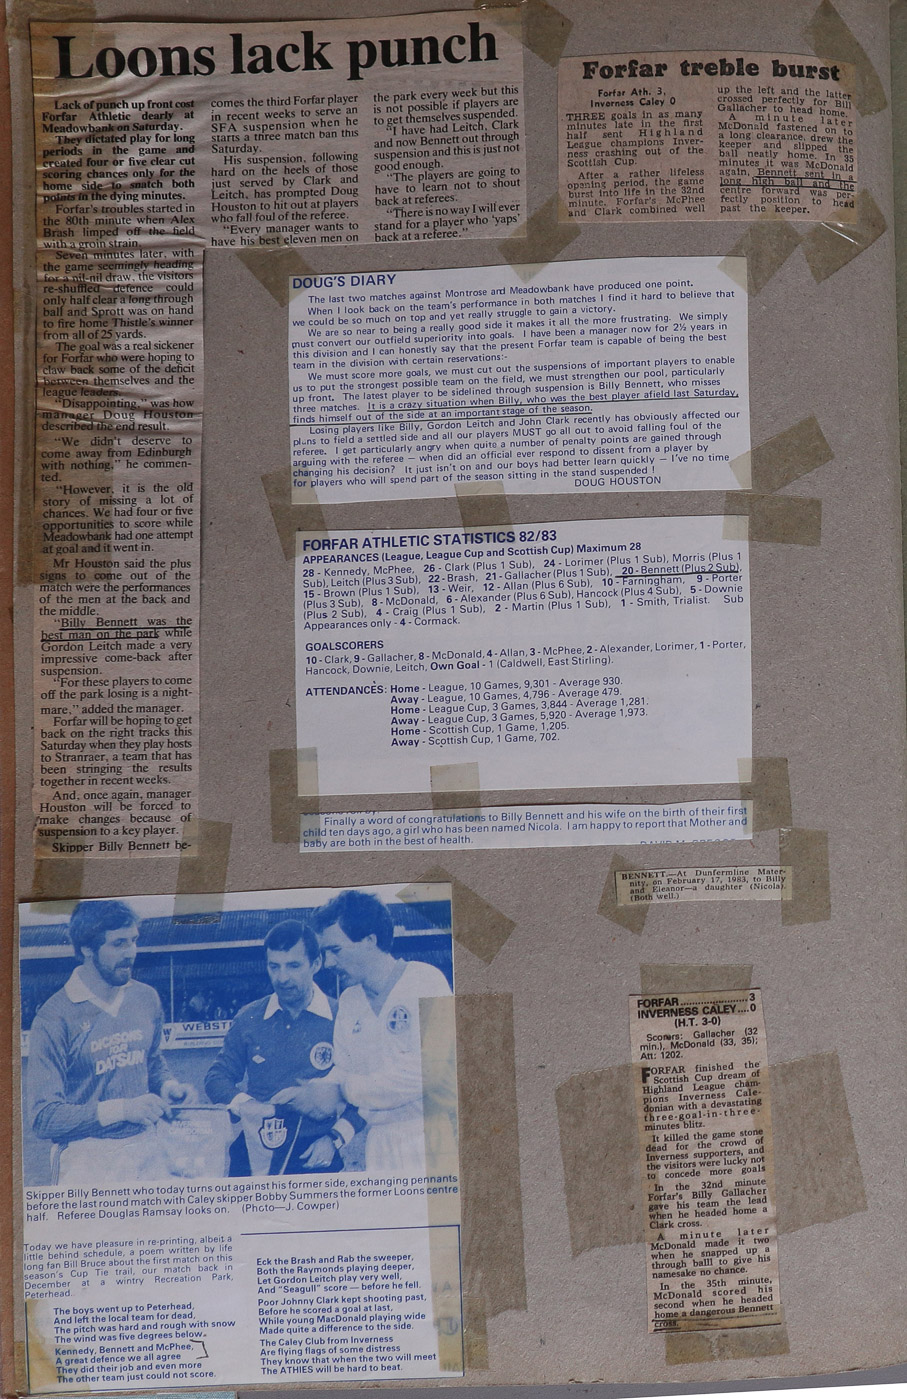 Loons lack punch
Lack of punch up front cost
Forfar Athletic dearly at
Meadowbank on Saturday.
They dictated play for long
periods in the game and
created four or five clear cut
scoring chances only for the
home side to snatch both
points in the dying minutes.
Forfar's troubles started in
the 80th minute when Alex
Brash limped off the field
with a groin strain.
Seven minutes later, with
the game seemingly heading
for a nil-nil draw, the visitors
re-shuffled defence could
only half clear a long through
ball and Sprott was on hand
to fire home Thistle's winner
from all of 25 yards.
The goal was a real sickener
for Forfar who were hoping to
claw back some of the deficit
between themselves and the
league leaders.
"Disappointing," was how
manager Doug Houston
described the end result.
"We didn't deserve to
come away from Edinburgh
with nothing," he commen-
ted.
"However, it is the old
story of missing a lot of
chances. We had four or five
opportunities to score while
Meadowbank had one attempt
at goal and it went in.
Mr Houston said the plus
signs to come out of the
match were the performances
of the men at the back and
the middle.
"Billy Bennett was the
best man on the park while
Gordon Leitch made a very
impressive come-back after
suspension.
"For these players to come
off the park losing is a night-
mare," added the manager.
Forfar will be hoping to get
back on the right tracks this
Saturday when they play hosts
to Stranraer, a team that has
been stringing the results
together in recent weeks.
And, once again, manager
Houston will be forced to
make changes because of
suspension to a key player.
Skipper Billy Bennett be-
comes the third Forfar player
in recent weeks to serve an
SFA suspension when he
starts a three match ban this
Saturday.
His suspension, following
hard on the heels of those
just served by Clark and
Leitch, has prompted Doug
Houston to hit out at players
who fall foul of the referee.
"Every manager wants to
have his best eleven men on
the park every week but this
is not possible if players are
to get themselves suspended.
"I have had Leitch, Clark
and now Bennett out through
suspension and this is just not
good enough.
"The players are going to
have to learn not to shout
back at referees.
"There is no way I will ever
stand for a player who 'yaps'
back at a referee."
Forfar treble burst
Forfar Ath. 3,
Inverness Caley 0
THREE goals in as many
minutes late in the first
half sent Highland
League champions Inver-
ness crashing out of the
Scottish Cup.
After a rather lifeless
opening period, the game
burst into life in the 32nd
minute. Forfar's McPhee
and Clark combined well
up the left and the latter
crossed perfectly for Bill
Gallacher to head home.
A minute later
McDonald fastened on to
a long clearance, drew the
keeper and slipped the
ball neatly home. In 35
minutes it was McDonald
again, Bennett sent in a
long high ball and the
centre forward was per-
fectly position to head
past the keeper.
DOUG'S DIARY
The last two matches against Montrose and Meadowbank have produced one point.
When I look back on the team's performance in both matches I find it hard to believe that
we could be so much on top and yet really struggle to gain a victory.
We are so near to being a really good side it makes it all the more frustrating. We simply
must convert our outfield superiority into goals. I have been a manager now for 2½ years in
this division and I can honestly say that the present Forfar team is capable of being the best
team in the division with certain reservations:-
We must score more goals, we must cut out the suspensions of important players to enable
us to put the strongest possible team on the field, we must strengthen our pool, particularly
up front. The latest player to be sidelined through suspension is Billy Bennett, who misses
three matches. It is a crazy situation when Billy, who was the best player afield last Saturday,
finds himself out of the side at an important stage of the season.
Losing players like Billy, Gordon Leitch and John Clark recently has obviously affected our
plans to field a settled side and all our players MUST go all out to avoid falling foul of the
referee. I get particularly angry when quite a number of penalty points are gained through
arguing with the referee — when did an official ever respond to dissent from a player by
changing his decision? It just isn't on and our boys had better learn quickly — I've no time
for players who will spend part of the season sitting in the stand suspended !
DOUG HOUSTON
FORFAR ATHLETIC STATISTICS 82/83
APPEARANCES (League, League Cup and Scottish Cup) Maximum 28
28 - Kennedy, McPhee, 26 - Clark (Plus 1 Sub), 24 - Lorimer (Plus 1 Sub), Morris (Plus 1
Sub), Leitch (Plus 3 Sub), 22 - Brash, 21 - Gallacher (Plus 1 Sub), 20 - Bennett (Plus 2 Sub),
15 - Brown (Plus 1 Sub), 13 - Weir, 12 - Allan (Plus 6 Sub), 10 - Farningham, 9 - Porter
(Plus 3 Sub), 8 - McDonald, 6 - Alexander (Plus 6 Sub), Hancock (Plus 4 Sub), 5 - Downie
(Plus 2 Sub), 4 - Craig (Plus 1 Sub), 2 - Martin (Plus 1 Sub), 1 - Smith, Trialist. Sub
Appearances only - 4 - Cormack.
GOALSCORERS
10 - Clark, 9 - Gallacher, 8 - McDonald, 4 - Allan, 3 - McPhee, 2 - Alexander, Lorimer, 1 - Porter,
Hancock, Downie, Leitch, Own Goal - 1 (Caldwell, East Stirling).
ATTENDANCES: Home - League, 10 Games, 9,301 - Average 930.
Away - League, 10 Games, 4,796 - Average 479.
Home - League Cup, 3 Games, 3,844 - Average 1,281.
Away - League Cup, 3 Games, 5,920 - Average 1,973.
Home - Scottish Cup, 1 Game, 1,205.
Away - Scottish Cup, 1 Game, 702.
Finally a word of congratulations to Billy Bennett and his wife on the birth of their first
child ten days ago, a girl who has been named Nicola. I am happy to report that Mother and
baby are both in the best of health.
BENNETT.—At Dunfermline Mater-
nity, on February 17, 1983, to Billy
and Eleanor—a daughter (Nicola).
(Both well.)
DICKSONS
FOR
DATSUN
WEBST
Skipper Billy Bennett who today turns out against his former side, exchanging pennants
before the last round match with Caley skipper Bobby Summers the former Loons centre
half. Referee Douglas Ramsay looks on. (Photo—J. Cowper)
Today we have pleasure in re-printing, albeit a
little behind schedule, a poem written by life
long fan Bill Bruce about the first match on this
season's Cup Tie trail, our match back in
December at a wintry Recreation Park,
Peterhead.
The boys went up to Peterhead,
And left the local team for dead,
The pitch was hard and rough with snow
The wind was five degrees below.
Kennedy, Bennett and McPhee,
A great defence we all agree
They did their job and even more
The other team just could not score.
Eck the Brash and Rab the sweeper,
Both the Raymonds playing deeper,
Let Gordon Leitch play very well,
And "Seagull" score — before he fell.
Poor Johnny Clark kept shooting past,
Before he scored a goal at last,
While young MacDonald playing wide
Made quite a difference to the side.
The Caley Club from Inverness
Are flying flags of some distress
They know that when the two will meet
The ATHIES will be hard to beat.
FORFAR..................3
INVERNESS CALEY....0
(H.T. 3-0)
Scorers: Gallacher (32
min.), McDonald (33, 35);
Att: 1202.
FORFAR finished the
Scottish Cup dream of
Highland League cham-
pions Inverness Cale-
donian with a devastating
three-goal-in-three-
minutes blitz.
It killed the game stone
dead for the crowd of
Inverness supporters, and
the visitors were lucky not
to concede more goals
In the 32nd minute
Forfar's Billy Gallacher
gave his team the lead
when he headed home a
Clark cross.
A minute later
McDonald made it two
when he snapped up a
through ball to give his
namesake no chance.
In the 35th minute,
McDonald scored his
second when he headed
home a dangerous Bennett
cross.